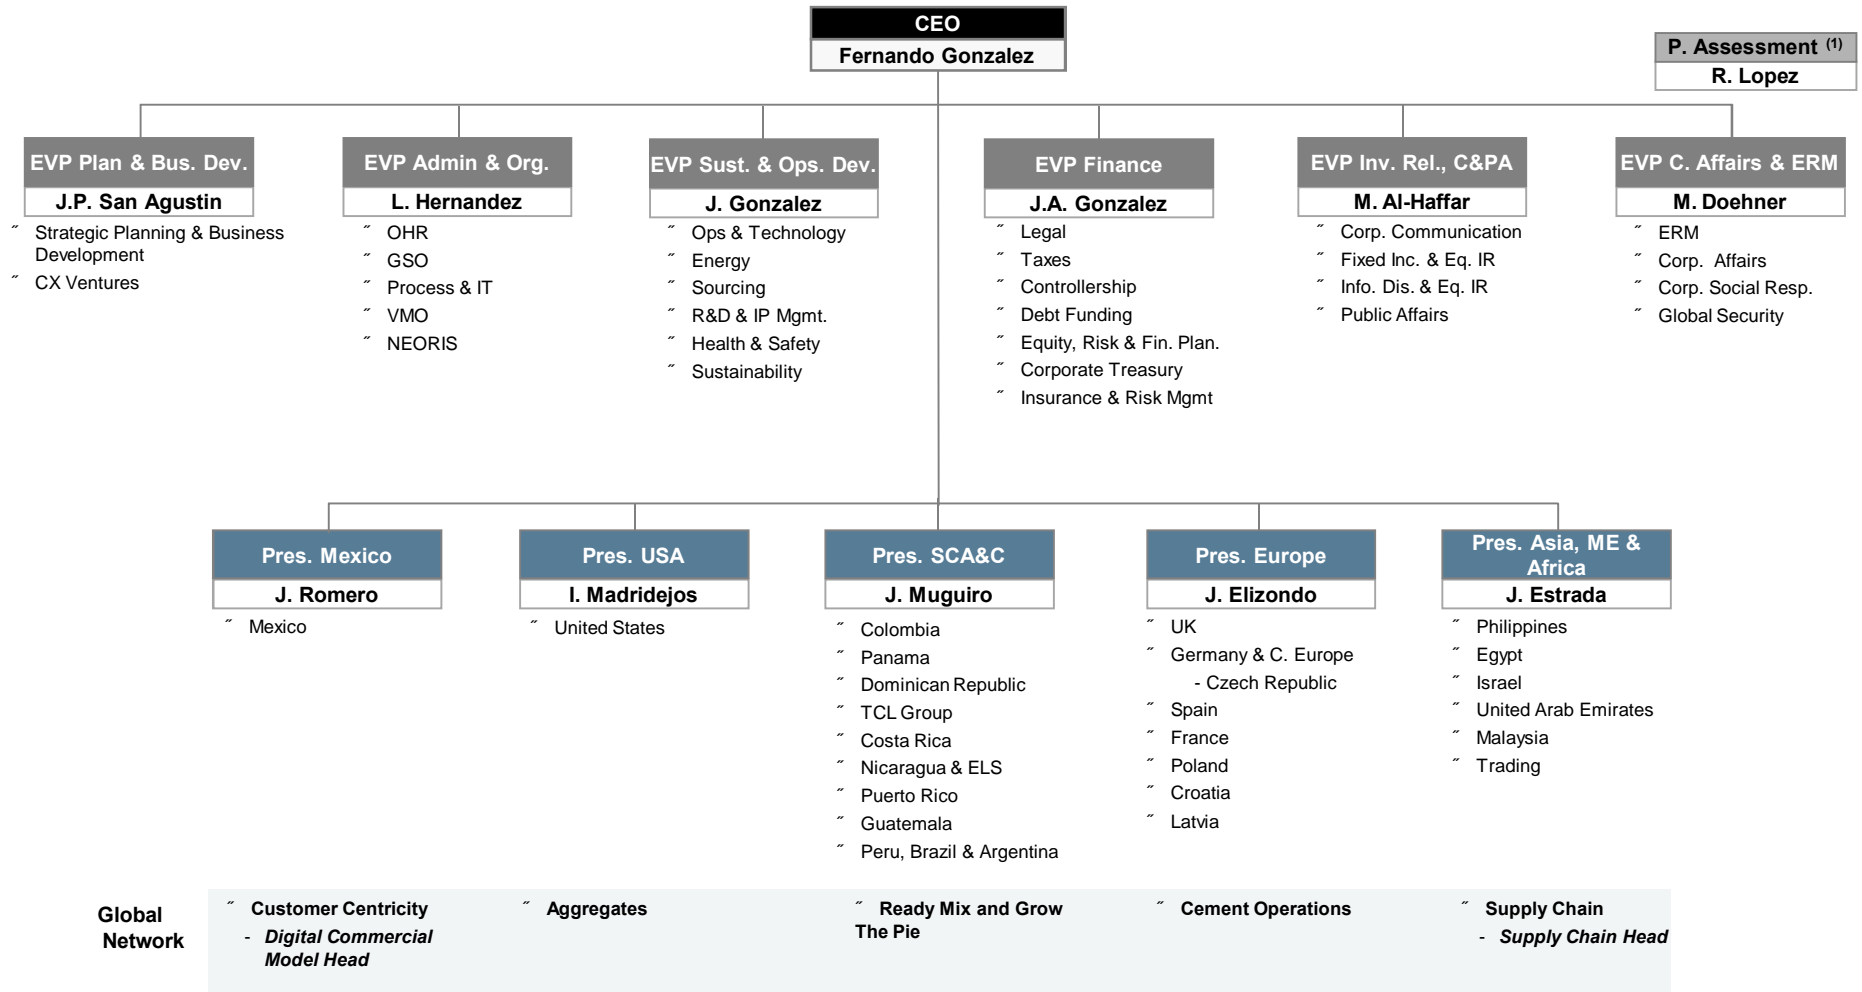 CEO
Fernando Gonzalez
P. Assessment (1)
R. Lopez
EVP Plan & Bus. Dev.
J.P. San Agustin
˝ Strategic Planning & Business
Development
˝ CX Ventures
EVP Admin & Org.
L. Hernandez
˝ OHR
˝ GSO
˝ Process & IT
˝ VMO
˝ NEORIS
EVP Sust. & Ops. Dev.
J. Gonzalez
˝ Ops & Technology
˝ Energy
˝ Sourcing
˝ R&D & IP Mgmt.
˝ Health & Safety
˝ Sustainability
EVP Finance
J.A. Gonzalez
˝ Legal
˝ Taxes
˝ Controllership
˝ Debt Funding
˝ Equity, Risk & Fin. Plan.
˝ Corporate Treasury
˝ Insurance & Risk Mgmt
EVP Inv. Rel., C&PA
M. Al-Haffar
˝ Corp. Communication
˝ Fixed Inc. & Eq. IR
˝ Info. Dis. & Eq. IR
˝ Public Affairs
EVP C. Affairs & ERM
M. Doehner
˝ ERM
˝ Corp. Affairs
˝ Corp. Social Resp.
˝ Global Security
Pres. Mexico
J. Romero
˝ Mexico
Pres. USA
I. Madridejos
˝ United States
Pres. SCA&C
J. Muguiro
˝ Colombia
˝ Panama
˝ Dominican Republic
˝ TCL Group
˝ Costa Rica
˝ Nicaragua & ELS
˝ Puerto Rico
˝ Guatemala
˝ Peru, Brazil & Argentina
Pres. Europe
J. Elizondo
˝ UK
˝ Germany & C. Europe
- Czech Republic
˝ Spain
˝ France
˝ Poland
˝ Croatia
˝ Latvia
Pres. Asia, ME &
Africa
J. Estrada
˝ Philippines
˝ Egypt
˝ Israel
˝ United Arab Emirates
˝ Malaysia
˝ Trading
Global
Network
˝ Customer Centricity
- Digital Commercial
Model Head
˝ Aggregates
˝ Ready Mix and Grow
The Pie
˝ Cement Operations
˝ Supply Chain
- Supply Chain Head